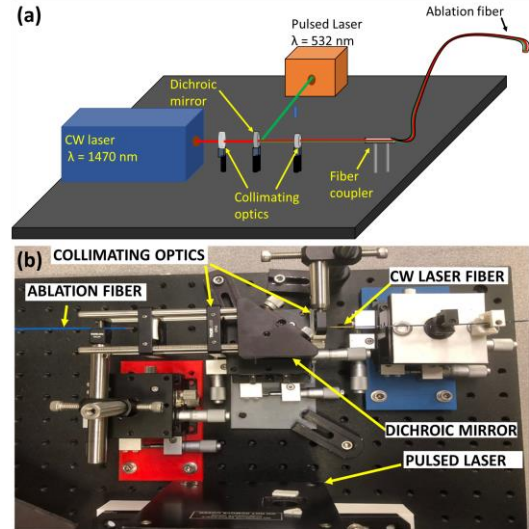 (a)
Ablation fiber
Pulsed Laser
λ = 532 nm
Dichroic
mirror
CW laser
λ = 1470 nm
Collimating
optics
Fiber
coupler
(b)
COLLIMATING OPTICS
ABLATION FIBER
CW LASER FIBER
DICHROIC MIRROR
PULSED LASER